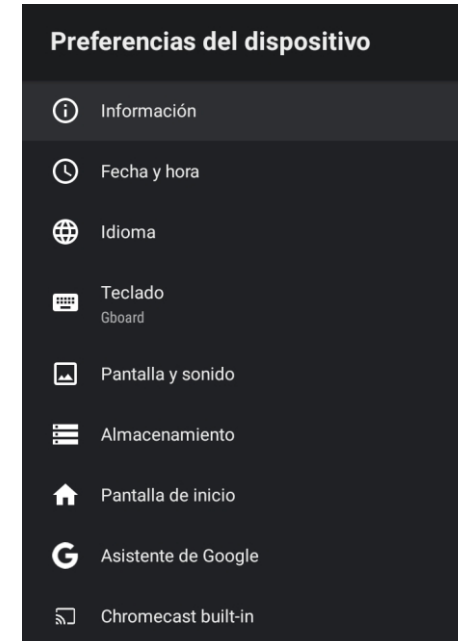 Preferencias del dispositivo
Información
Fecha y hora
Idioma
Teclado
Gboard
Pantalla y sonido
Almacenamiento
Pantalla de inicio
Asistente de Google
Chromecast built-in